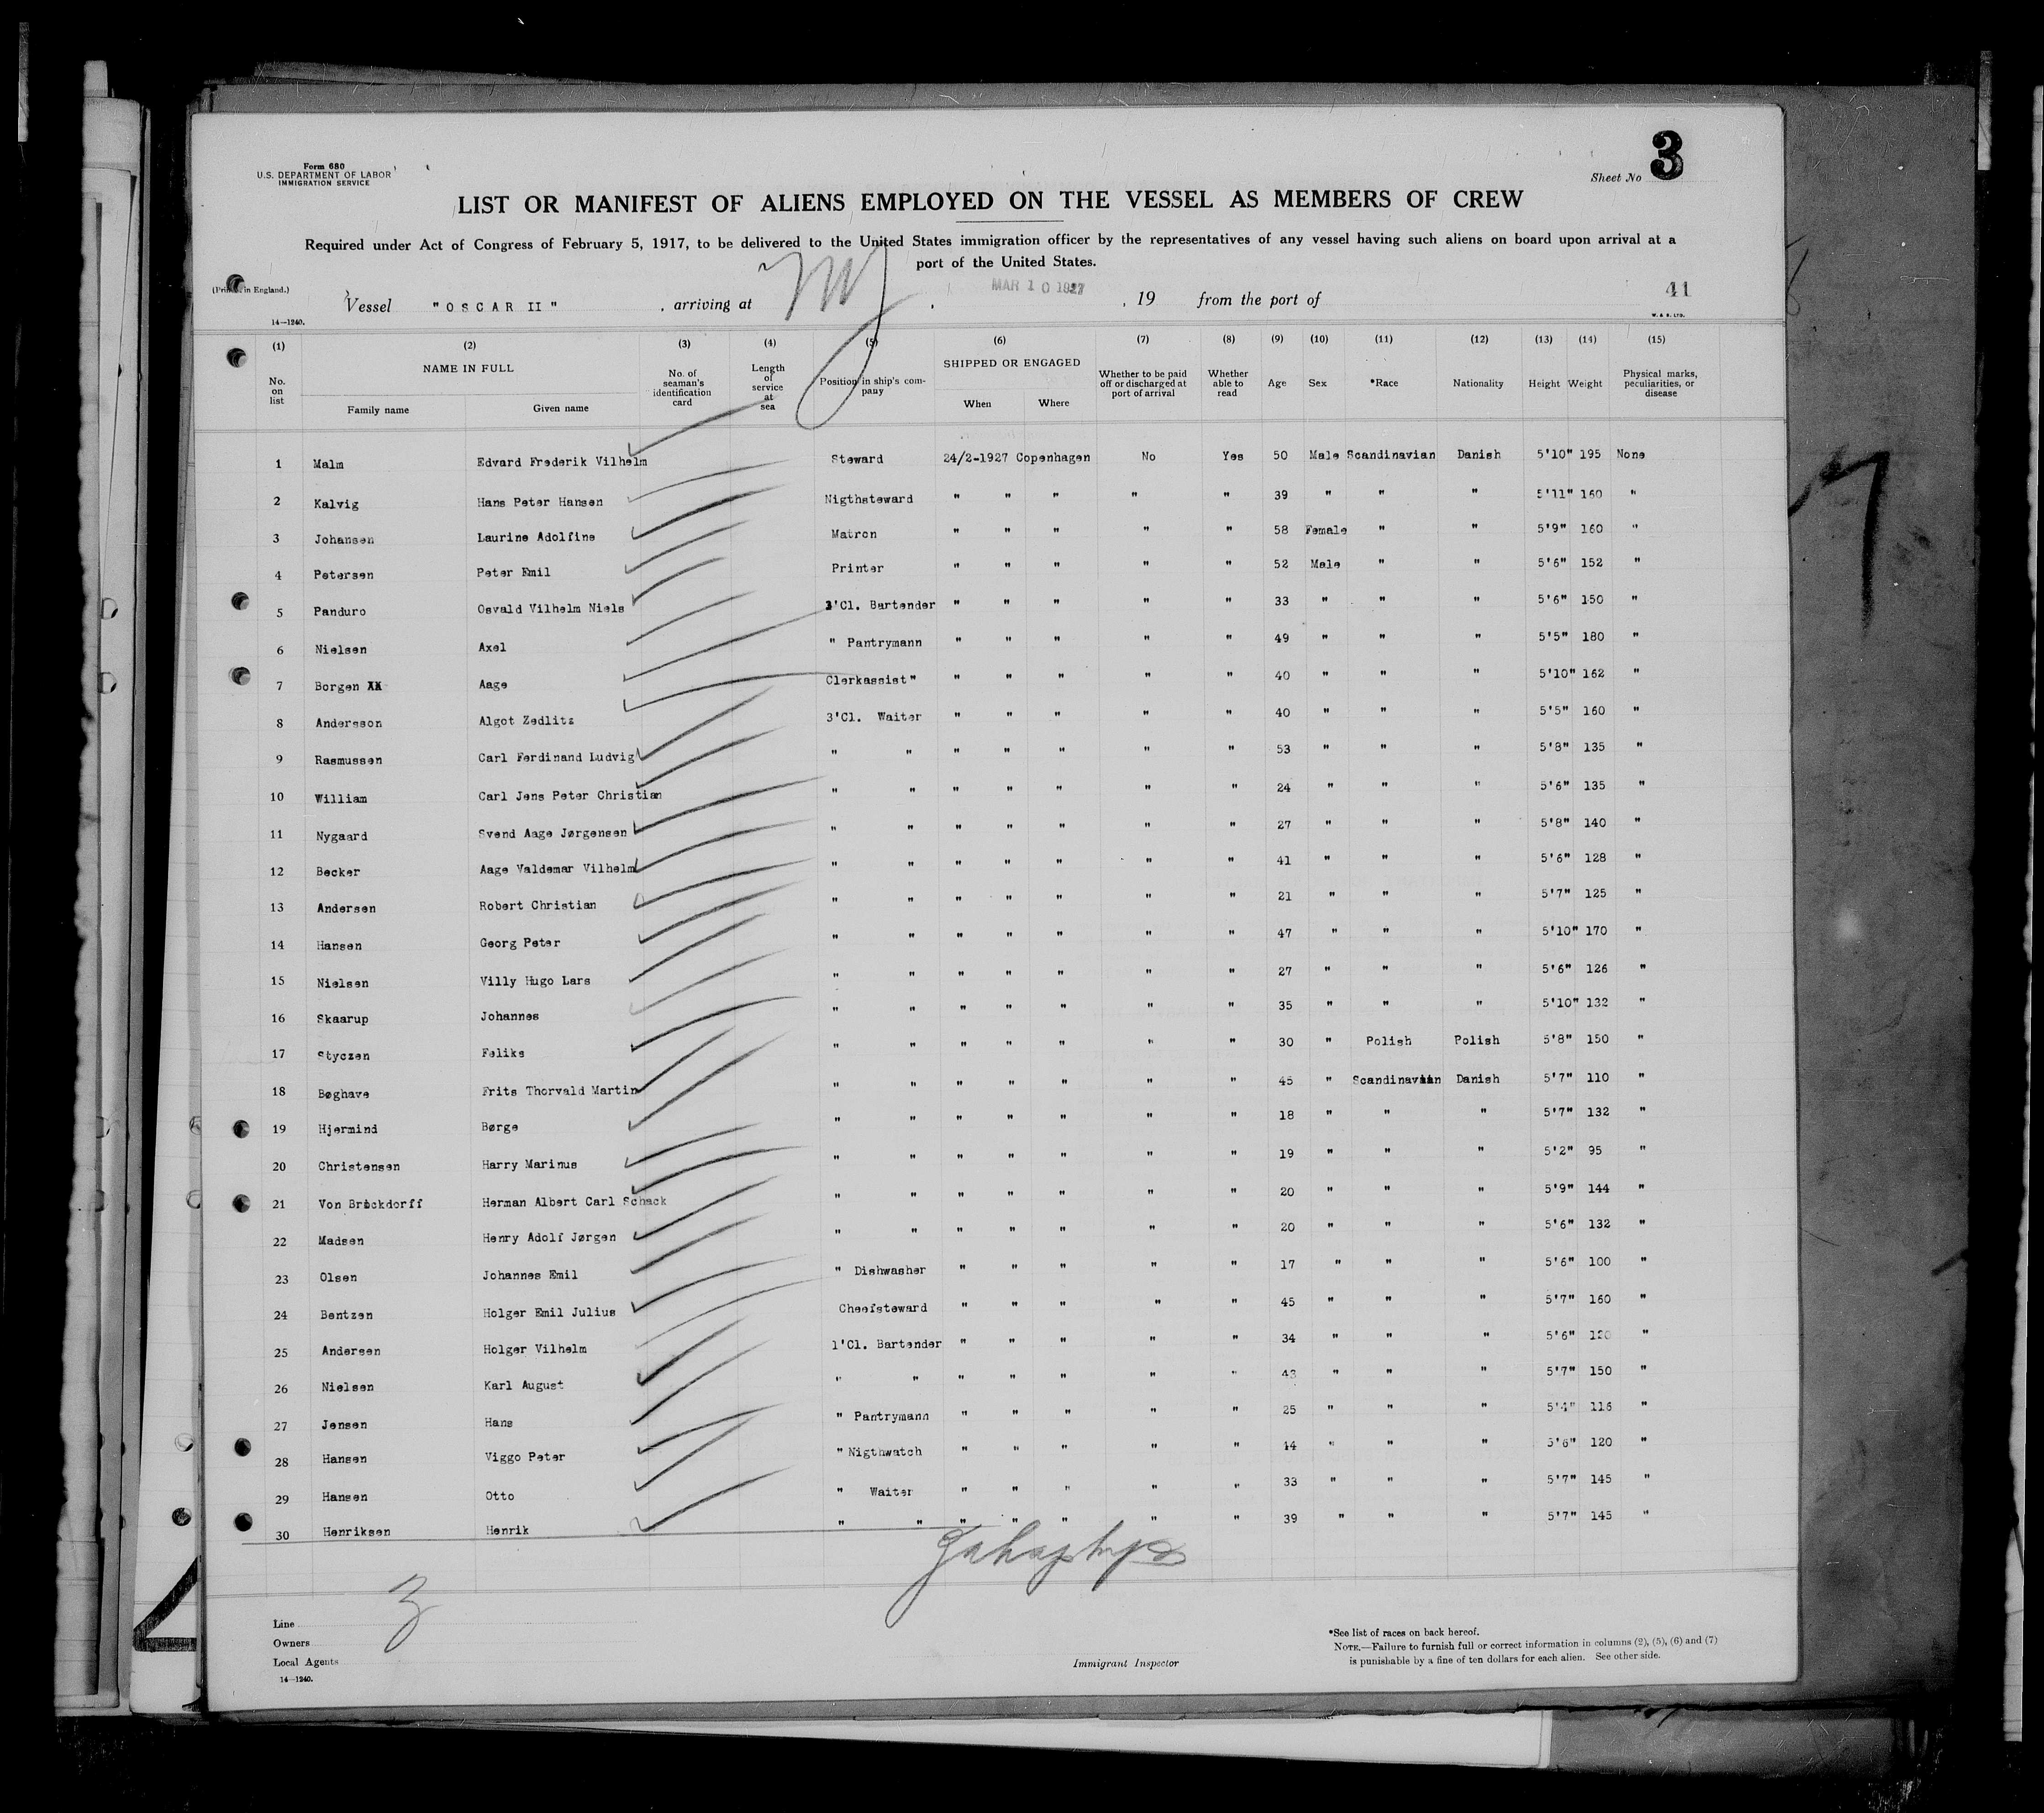 Form 680
U.S. DEPARTMENT OF LABOR
IMMIGRATION SERVICE
Sheet No 3
LIST OR MANIFEST OF ALIENS EMPLOYED ON THE VESSEL AS MEMBERS OF CREW
Required under Act of Congress of February 5, 1917, to be delivered to the United States immigration officer by the representatives of any vessel having such aliens on board upon arrival at a
port of the United States.
(Printed in England.)
Vessel "OSCAR II" , arriving at NY , MAR 10 1927 , 19 from the port of 41
14—1240. W. & S. LTD.
(1) (2) (3) (4) (5) (6) (7) (8) (9) (10) (11) (12) (13) (14) (15)
No. on list NAME IN FULL Family name Given name No. of seaman's identification card Length of service at sea Position in ship's company SHIPPED OR ENGAGED When Where Whether to be paid off or discharged at port of arrival Whether able to read Age Sex *Race Nationality Height Weight Physical marks, peculiarities, or disease
1 Malm Edvard Frederik Vilhelm Steward 24/2-1927 Copenhagen No Yes 50 Male Scandinavian Danish 5'10" 195 None
2 Kalvig Hans Peter Hansen Nigthsteward " " " " " 39 " " " 5'11" 160 "
3 Johansen Laurine Adolfine Matron " " " " " 58 Female " " 5'9" 160 "
4 Petersen Peter Emil Printer " " " " " 52 Male " " 5'6" 152 "
5 Panduro Osvald Vilhelm Niels 3'Cl. Bartender " " " " " 33 " " " 5'6" 150 "
6 Nielsen Axel " Pantrymann " " " " " 49 " " " 5'5" 180 "
7 Borgen XX Aage Clerkassist" " " " " " 40 " " " 5'10" 162 "
8 Andersson Algot Zedlitz 3'Cl. Waiter " " " " " 40 " " " 5'5" 160 "
9 Rasmussen Carl Ferdinand Ludvig " " " " " " " 53 " " " 5'8" 135 "
10 William Carl Jens Peter Christian " " " " " " " 24 " " " 5'6" 135 "
11 Nygaard Svend Aage Jørgensen " " " " " " " 27 " " " 5'8" 140 "
12 Becker Aage Valdemar Vilhelm " " " " " " " 41 " " " 5'6" 128 "
13 Andersen Robert Christian " " " " " " " 21 " " " 5'7" 125 "
14 Hansen Georg Peter " " " " " " " 47 " " " 5'10" 170 "
15 Nielsen Villy Hugo Lars " " " " " " " 27 " " " 5'6" 126 "
16 Skaarup Johannes " " " " " " " 35 " " " 5'10" 132 "
17 Styczen Feliks " " " " " " " 30 " Polish Polish 5'8" 150 "
18 Bøghave Frits Thorvald Martin " " " " " " " 45 " Scandinavian Danish 5'7" 110 "
19 Hjermind Børge " " " " " " " 18 " " " 5'7" 132 "
20 Christensen Harry Marinus " " " " " " " 19 " " " 5'2" 95 "
21 Von Brockdorff Herman Albert Carl Schack " " " " " " " 20 " " " 5'9" 144 "
22 Madsen Henry Adolf Jørgen " " " " " " " 20 " " " 5'6" 132 "
23 Olsen Johannes Emil " Dishwasher " " " " " 17 " " " 5'6" 100 "
24 Bentzen Holger Emil Julius Cheefsteward " " " " " 45 " " " 5'7" 160 "
25 Andersen Holger Vilhelm 1'Cl. Bartender " " " " " 34 " " " 5'6" 120 "
26 Nielsen Karl August " " " " " " " 43 " " " 5'7" 150 "
27 Jensen Hans " Pantrymann " " " " " 25 " " " 5'4" 116 "
28 Hansen Viggo Peter " Nigthwatch " " " " " 44 " " " 5'6" 120 "
29 Hansen Otto " Waiter " " " " " 33 " " " 5'7" 145 "
30 Henriksen Henrik " " " " " " " 39 " " " 5'7" 145 "
3
Line
Owners
Local Agents
14—1240.
Immigrant Inspector
*See list of races on back hereof.
NOTE.—Failure to furnish full or correct information in columns (2), (5), (6) and (7)
is punishable by a fine of ten dollars for each alien. See other side.